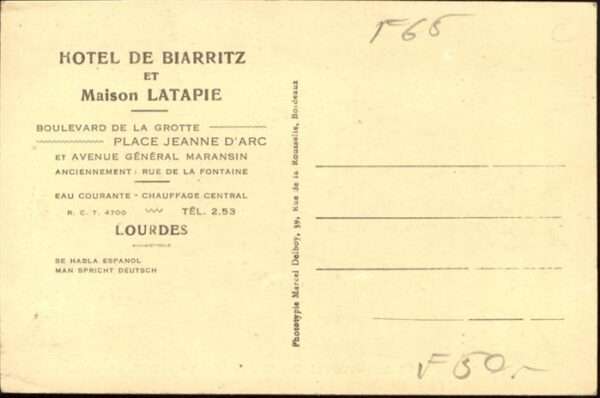 HOTEL DE BIARRITZ
ET
Maison LATAPIE
BOULEVARD DE LA GROTTE
PLACE JEANNE D'ARC
ET AVENUE GÉNÉRAL MARANSIN
ANCIENNEMENT: RUE DE LA FONTAINE
EAU COURANTE - CHAUFFAGE CENTRAL
R. C. T. 4700 TÉL. 2.53
LOURDES
SE HABLA ESPANOL
MAN SPRICHT DEUTSCH
Phototypie Marcel Delboy, 39, Rue de la Rousselle, Bordeaux
F65
F50.-